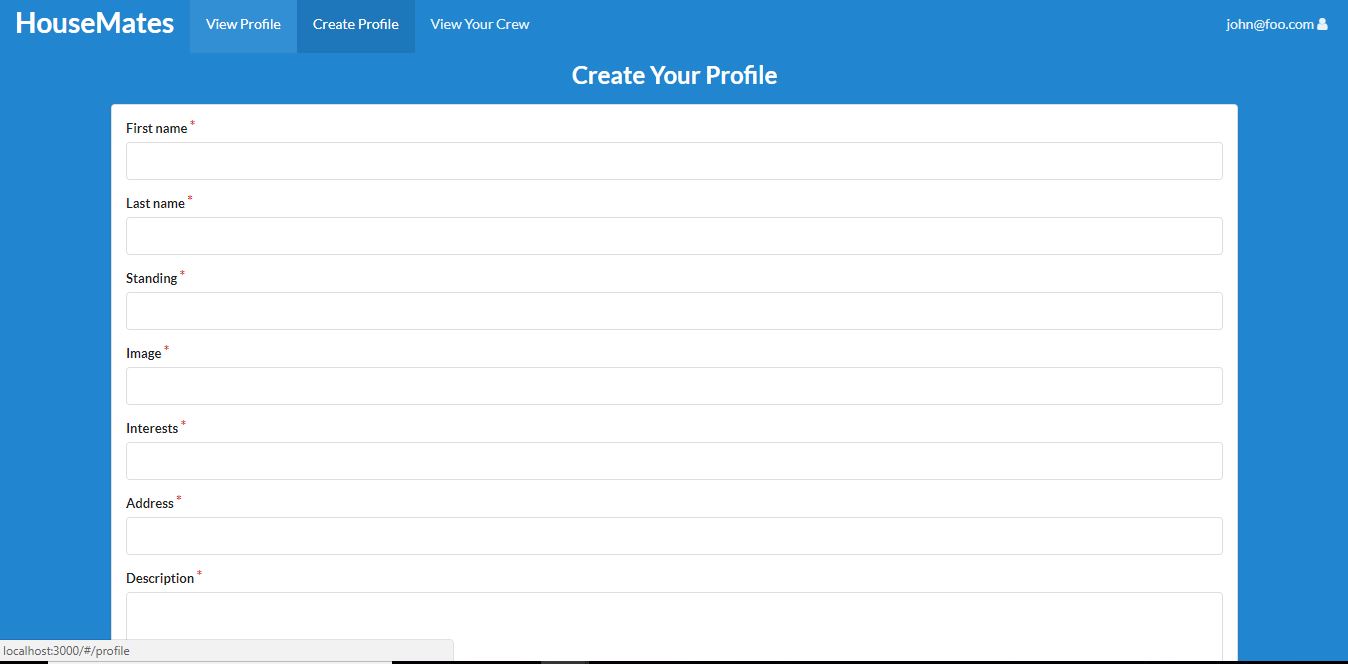 HouseMates View Profile Create Profile View Your Crew john@foo.com
Create Your Profile
First name *
Last name *
Standing *
Image *
Interests *
Address *
Description *
localhost:3000/#/profile